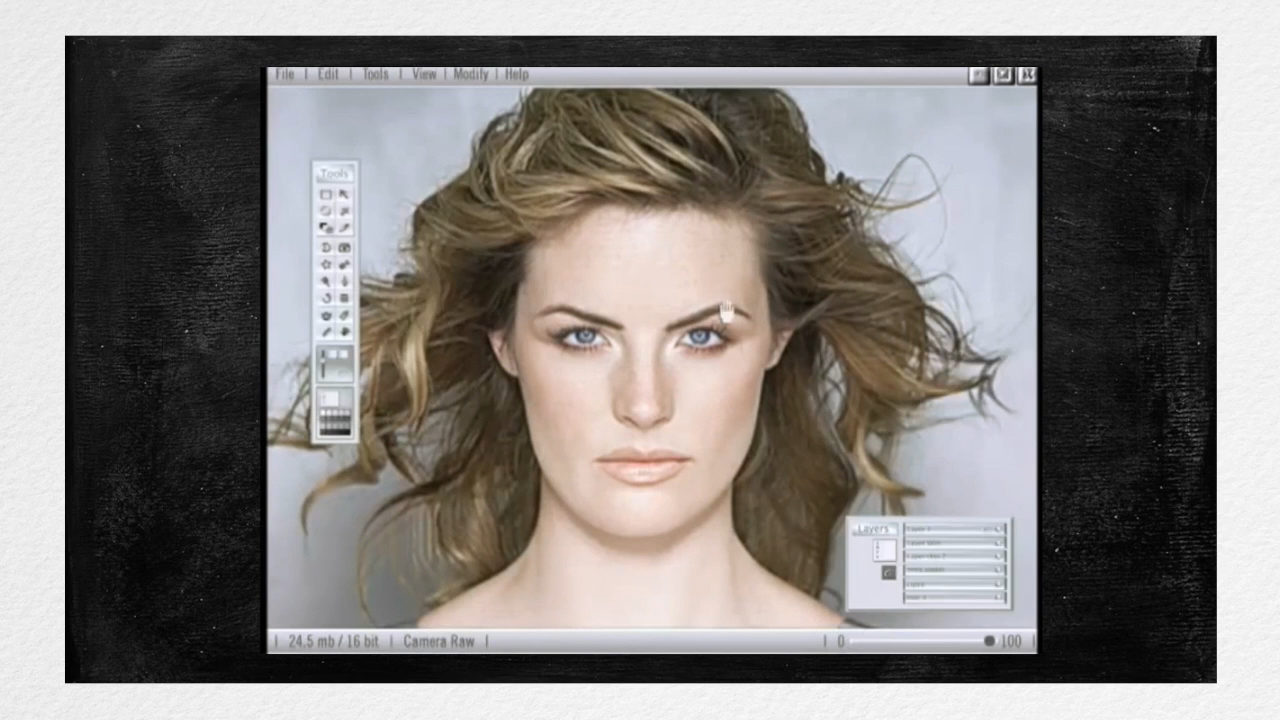 File | Edit | Tools | View | Modify | Help
Tools
Layers
| 24.5 mb / 16 bit | Camera Raw |
| 0 100 |